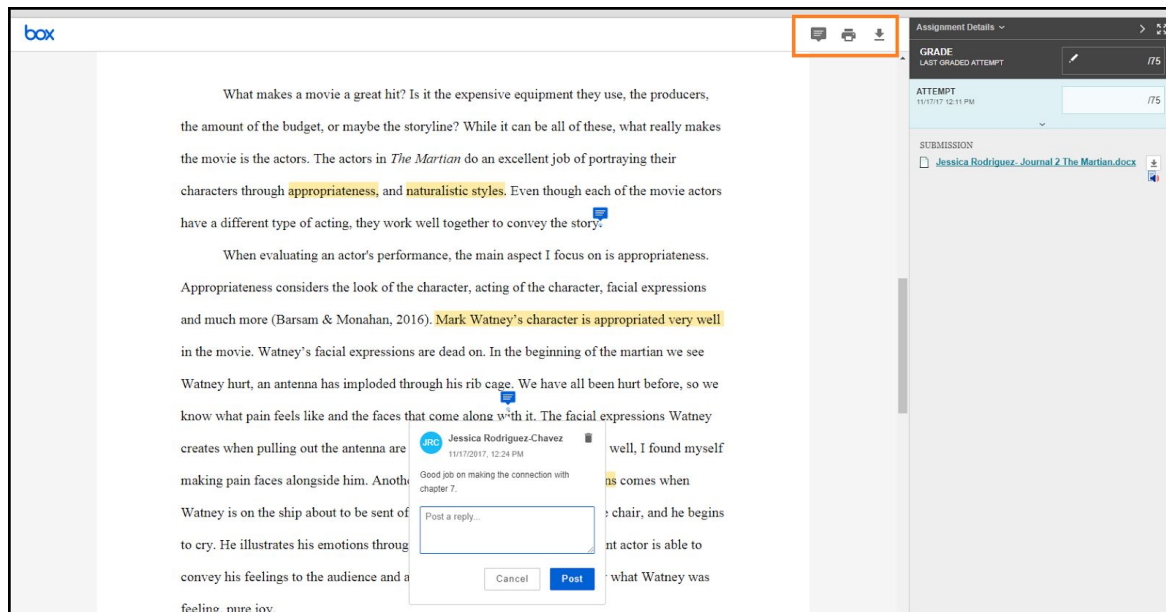 box
What makes a movie a great hit? Is it the expensive equipment they use, the producers,
the amount of the budget, or maybe the storyline? While it can be all of these, what really makes
the movie is the actors. The actors in The Martian do an excellent job of portraying their
characters through appropriateness, and naturalistic styles. Even though each of the movie actors
have a different type of acting, they work well together to convey the story.
When evaluating an actor's performance, the main aspect I focus on is appropriateness.
Appropriateness considers the look of the character, acting of the character, facial expressions
and much more (Barsam & Monahan, 2016). Mark Watney's character is appropriated very well
in the movie. Watney's facial expressions are dead on. In the beginning of the martian we see
Watney hurt, an antenna has imploded through his rib cage. We have all been hurt before, so we
know what pain feels like and the faces that come along with it. The facial expressions Watney
creates when pulling out the antenna are well, I found myself
making pain faces alongside him. Anoth ns comes when
Watney is on the ship about to be sent of chair, and he begins
to cry. He illustrates his emotions throug nt actor is able to
convey his feelings to the audience and a what Watney was
feeling, pure joy.
JRC Jessica Rodriguez-Chavez
11/17/2017, 12:24 PM
Good job on making the connection with
chapter 7.
Post a reply...
Cancel Post
Assignment Details
GRADE
LAST GRADED ATTEMPT
/75
ATTEMPT
11/17/17 12:11 PM
/75
SUBMISSION
Jessica Rodriguez- Journal 2 The Martian.docx